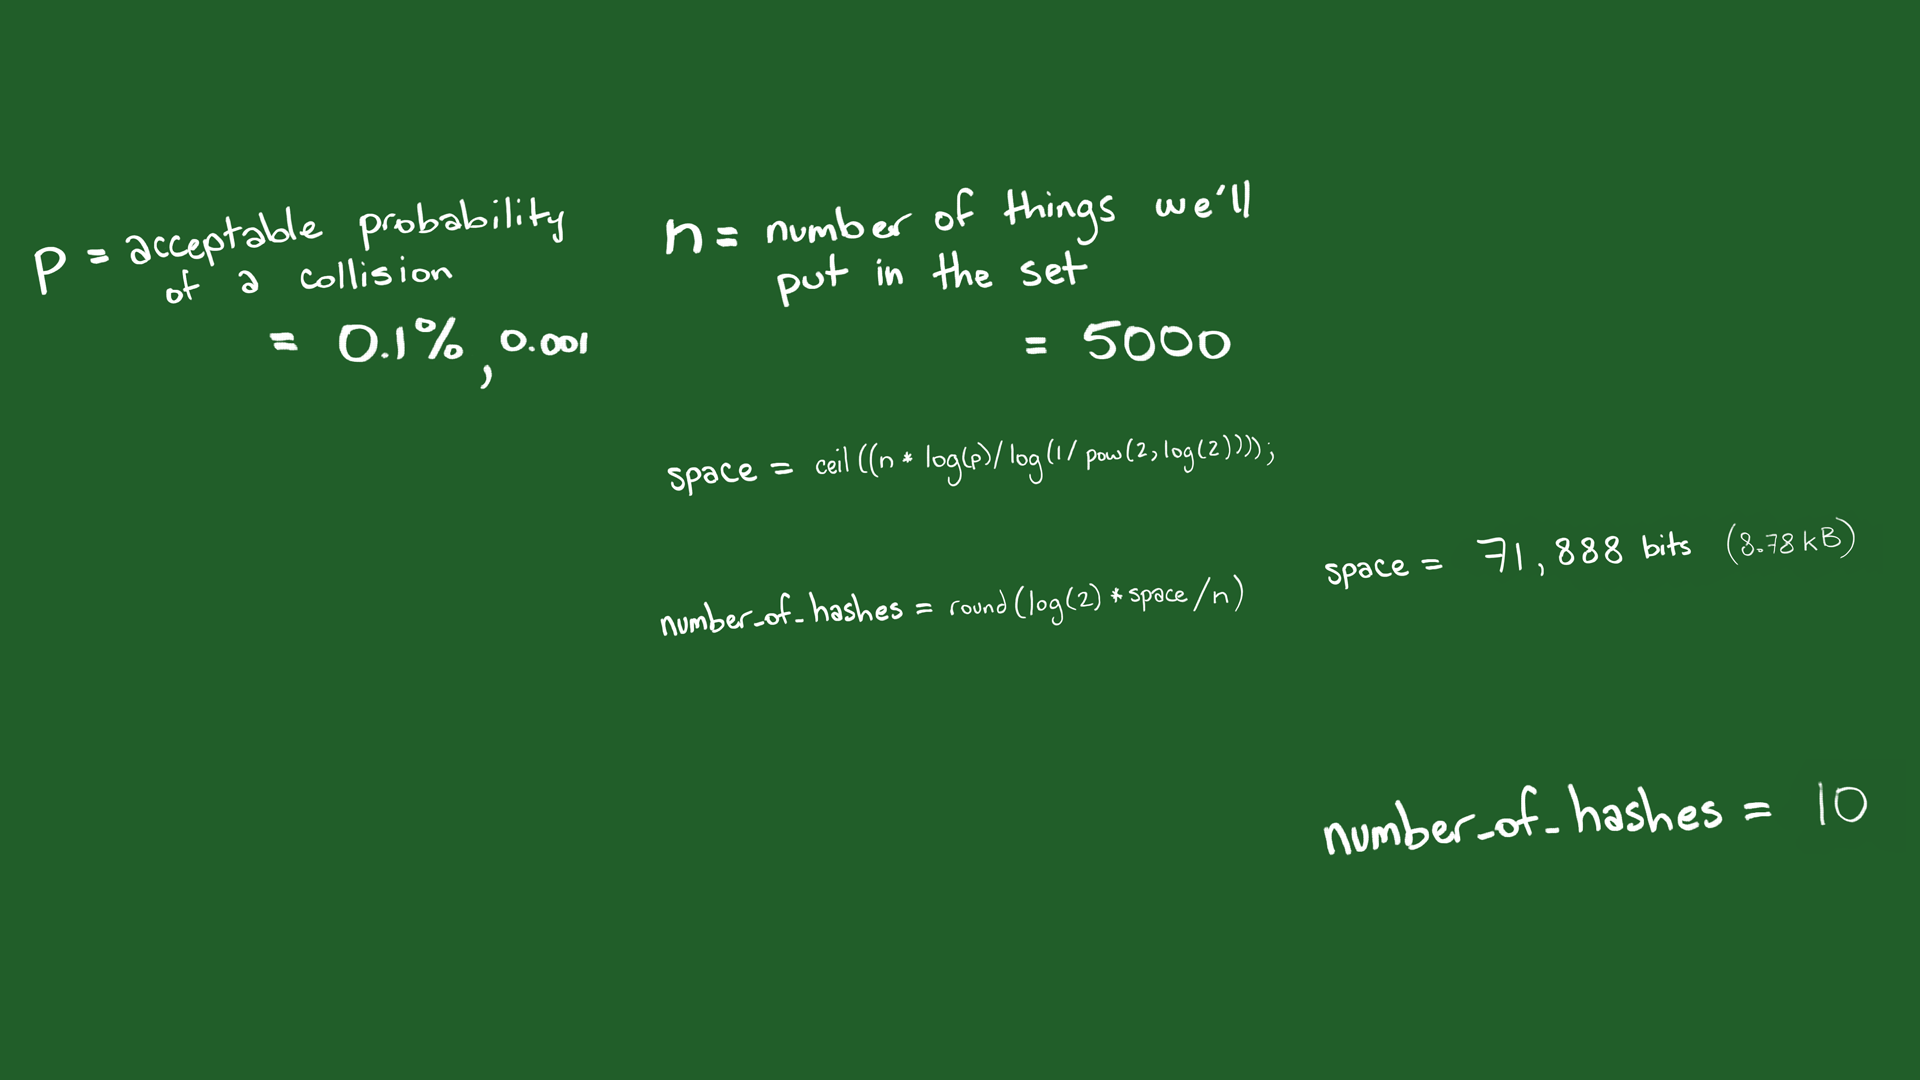 p = acceptable probability
of a collision
= 0.1%, 0.001
n = number of things we'll
put in the set
= 5000
space = ceil((n * log(p)/log(1/pow(2,log(2))));
number_of_hashes = round(log(2) * space/n)
space = 71,888 bits (8.78 kB)
number_of_hashes = 10